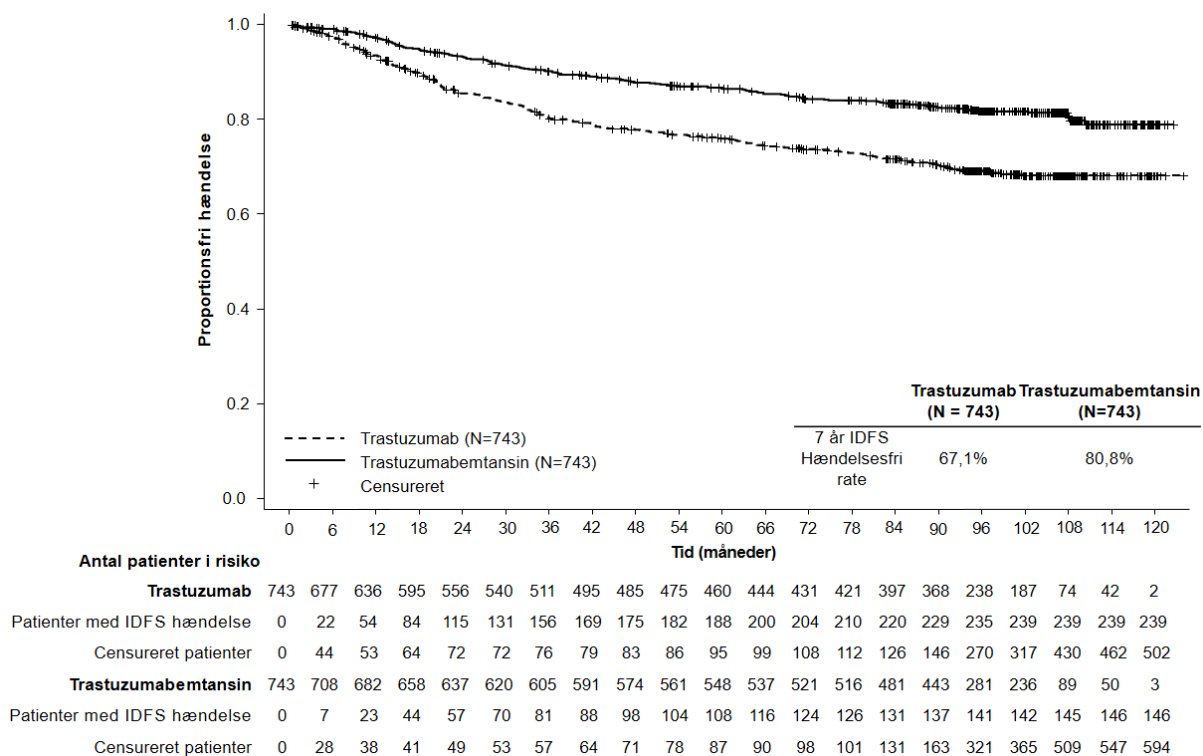 1.0
0.8
0.6
0.4
0.2
0.0
Proportionsfri hændelse
Trastuzumab (N=743)
Trastuzumabemtansin (N=743)
Censureret
Trastuzumab Trastuzumabemtansin
(N = 743) (N=743)
7 år IDFS
Hændelsesfri 67,1% 80,8%
rate
0 6 12 18 24 30 36 42 48 54 60 66 72 78 84 90 96 102 108 114 120
Tid (måneder)
Antal patienter i risiko
Trastuzumab 743 677 636 595 556 540 511 495 485 475 460 444 431 421 397 368 238 187 74 42 2
Patienter med IDFS hændelse 0 22 54 84 115 131 156 169 175 182 188 200 204 210 220 229 235 239 239 239 239
Censureret patienter 0 44 53 64 72 72 76 79 83 86 95 99 108 112 126 146 270 317 430 462 502
Trastuzumabemtansin 743 708 682 658 637 620 605 591 574 561 548 537 521 516 481 443 281 236 89 50 3
Patienter med IDFS hændelse 0 7 23 44 57 70 81 88 98 104 108 116 124 126 131 137 141 142 145 146 146
Censureret patienter 0 28 38 41 49 53 57 64 71 78 87 90 98 101 131 163 321 365 509 547 594